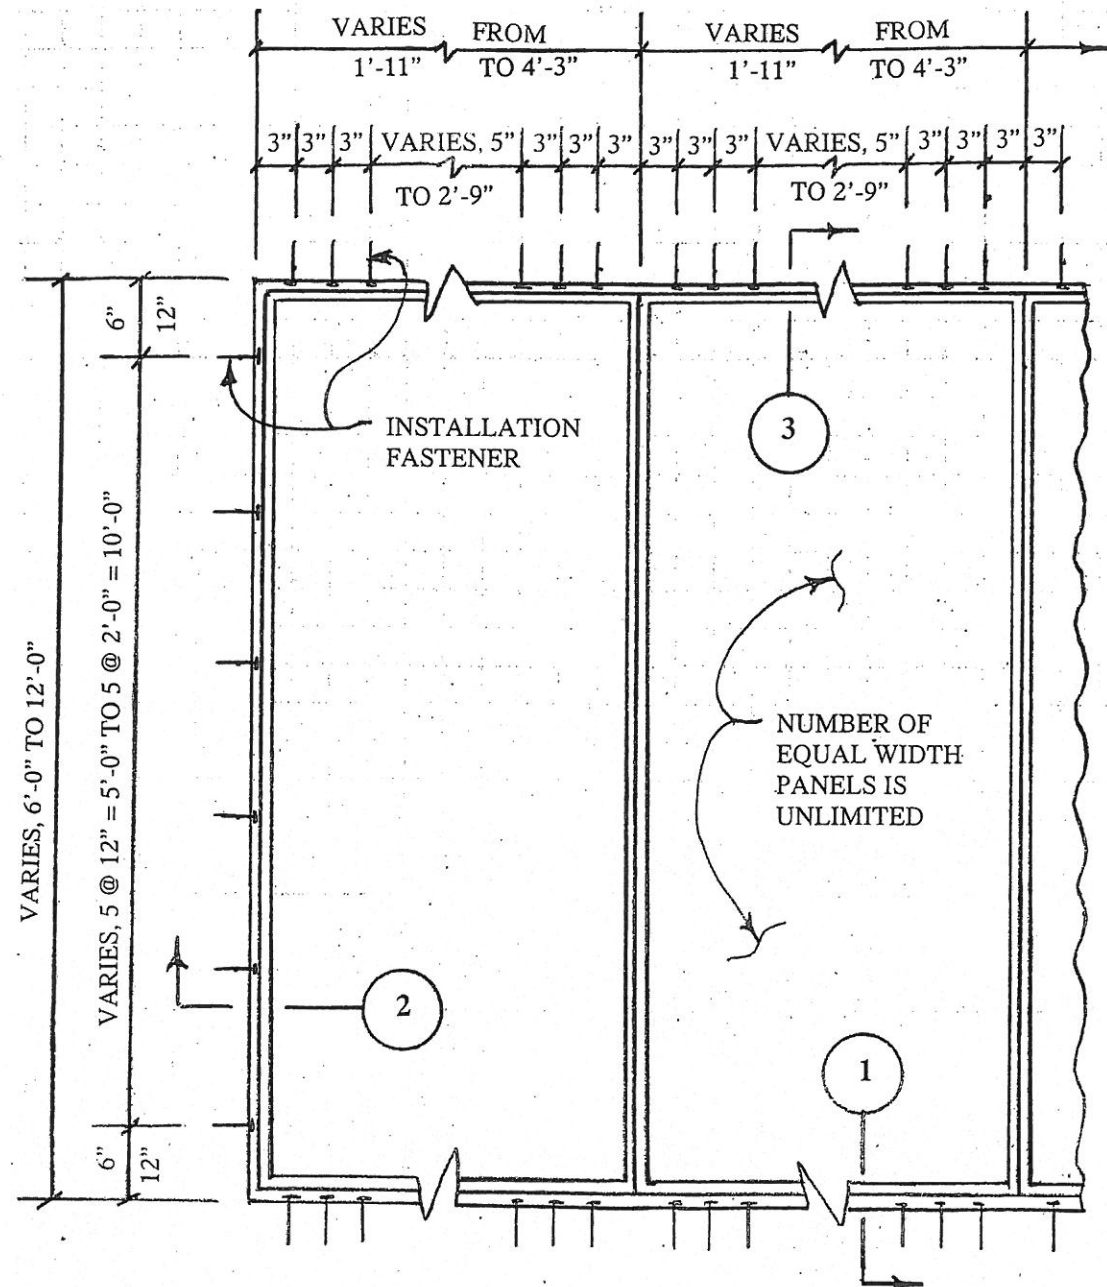 VARIES FROM
1’-11” TO 4’-3”
VARIES FROM
1’-11” TO 4’-3”
3” 3” 3” VARIES, 5” 3” 3” 3” 3” 3” 3” VARIES, 5” 3” 3” 3” 3”
TO 2’-9”
TO 2’-9”
6”
12”
INSTALLATION
FASTENER
3
VARIES, 6’-0” TO 12’-0”
VARIES, 5 @ 12” = 5’-0” TO 5 @ 2’-0” = 10’-0”
NUMBER OF
EQUAL WIDTH
PANELS IS
UNLIMITED
2
1
6”
12”